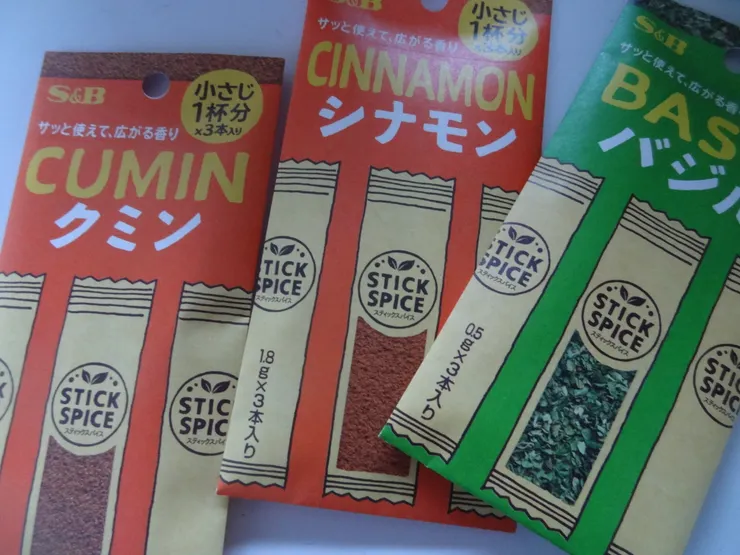 S&B
小さじ
1杯分
×3本入り
サッと使えて、広がる香り
CUMIN
クミン
STICK
SPICE
スティックスパイス
STICK
SPICE
スティックスパイス
S&B
小さじ
1杯分
×3本入り
サッと使えて、広がる香り
CINNAMON
シナモン
STICK
SPICE
スティックスパイス
1.8g×3本入り
S&B
サッと使えて、広がる香り
BAS
バジル
STICK
SPICE
スティックスパイス
STICK
SPICE
0.5g×3本入り